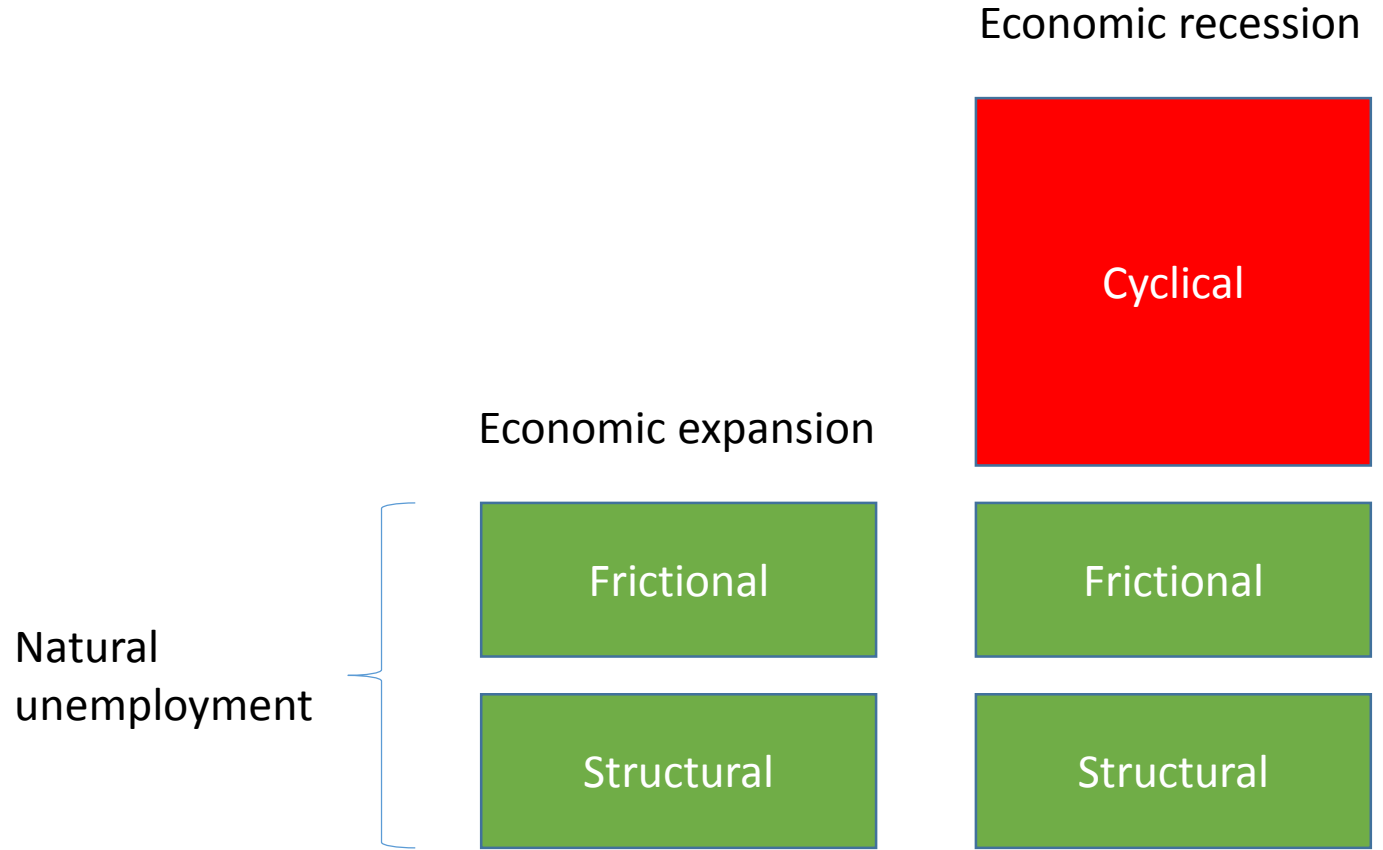 Economic recession
Cyclical
Economic expansion
Frictional
Frictional
Natural
unemployment
Structural
Structural